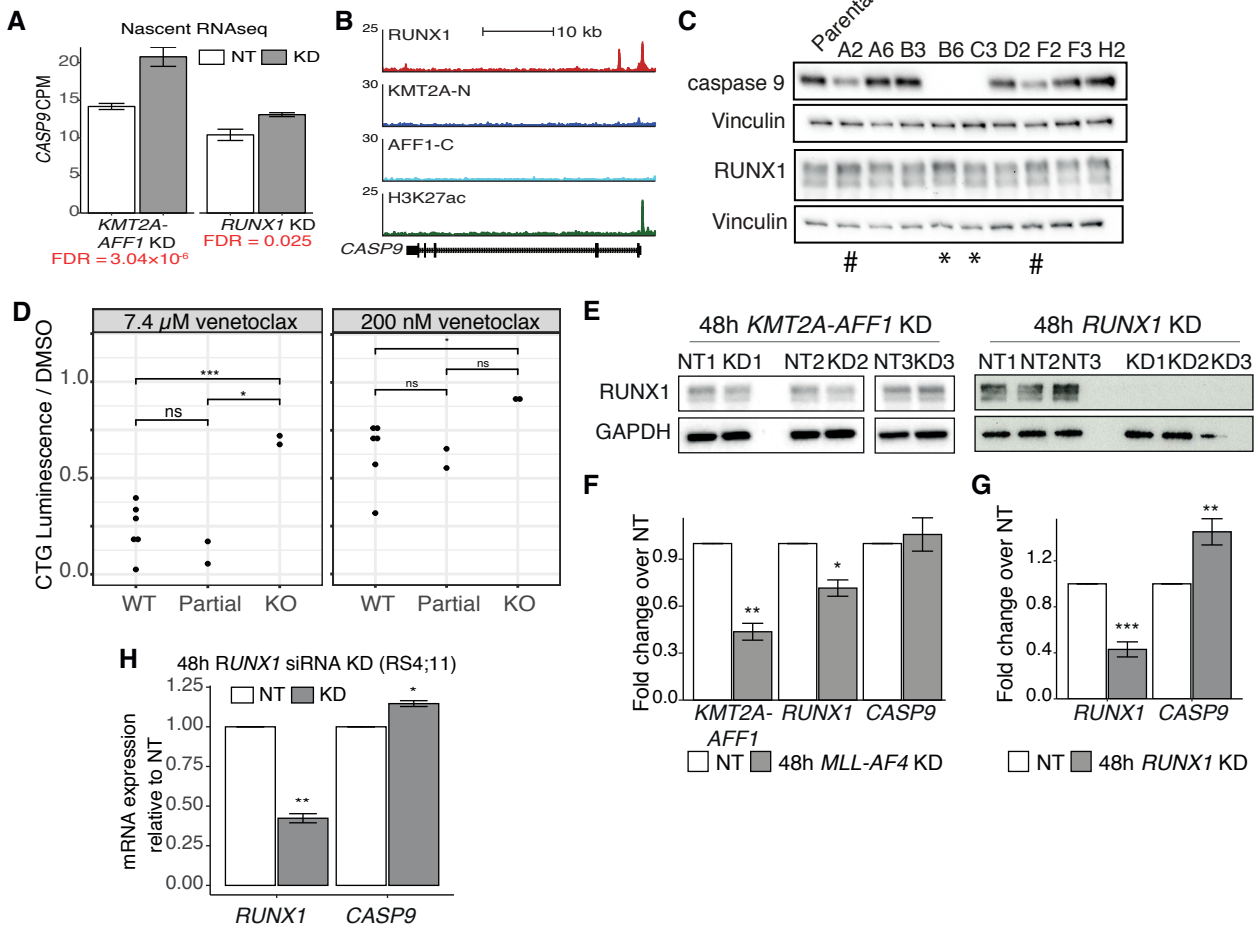 A
Nascent RNAseq
NT KD
CASP9 CPM
20
15
10
5
0
KMT2A-
AFF1 KD
FDR = 3.04×10-6
RUNX1 KD
FDR = 0.025
B
25
RUNX1
10 kb
30
KMT2A-N
30
AFF1-C
25
H3K27ac
CASP9
C
Parental
A2 A6 B3 B6 C3 D2 F2 F3 H2
caspase 9
Vinculin
RUNX1
Vinculin
# * * #
D
7.4 µM venetoclax
200 nM venetoclax
CTG Luminescence / DMSO
1.0
0.5
0.0
***
*
ns
*
ns
ns
WT Partial KO
WT Partial KO
E
48h KMT2A-AFF1 KD
48h RUNX1 KD
NT1 KD1 NT2 KD2 NT3 KD3
NT1 NT2 NT3 KD1 KD2 KD3
RUNX1
GAPDH
F
Fold change over NT
0.9
0.6
0.3
0.0
**
*
KMT2A-
AFF1
RUNX1
CASP9
NT 48h MLL-AF4 KD
G
Fold change over NT
1.2
0.8
0.4
0.0
***
**
RUNX1 CASP9
NT 48h RUNX1 KD
H
48h RUNX1 siRNA KD (RS4;11)
NT KD
mRNA expression
relative to NT
1.25
1.00
0.75
0.50
0.25
0.00
**
*
RUNX1 CASP9